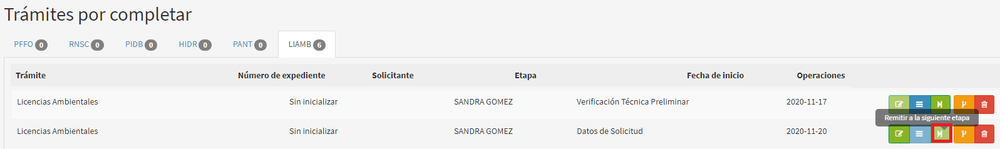 Trámites por completar
PFFO 0 RNSC 0 PIDB 0 HIDR 0 PANT 0 LIAMB 6
Trámite Número de expediente Solicitante Etapa Fecha de inicio Operaciones
Licencias Ambientales Sin inicializar SANDRA GOMEZ Verificación Técnica Preliminar 2020-11-17
Remitir a la siguiente etapa
Licencias Ambientales Sin inicializar SANDRA GOMEZ Datos de Solicitud 2020-11-20